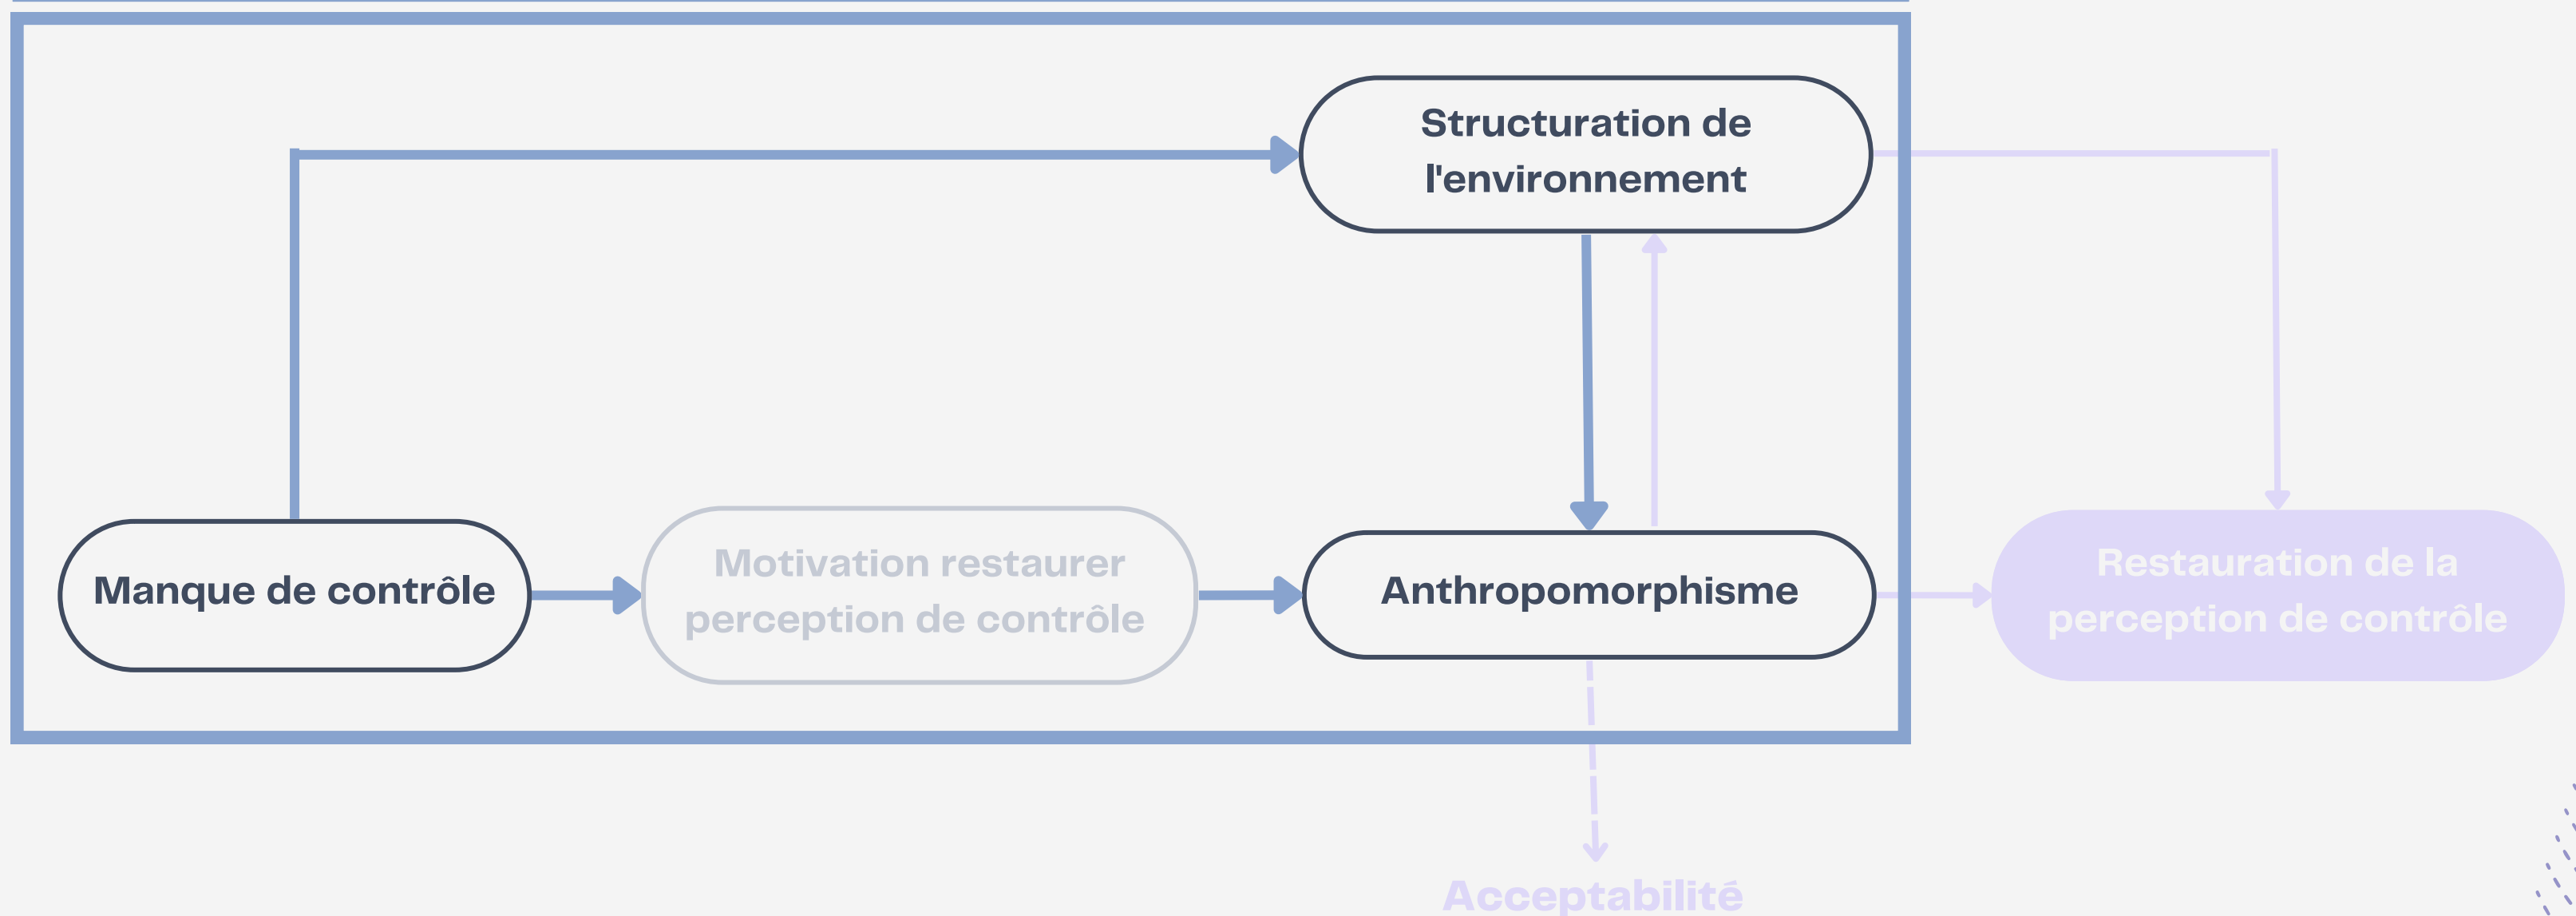 Structuration de
l'environnement
Manque de contrôle
Motivation restaurer
perception de contrôle
Anthropomorphisme
Restauration de la
perception de contrôle
Acceptabilité